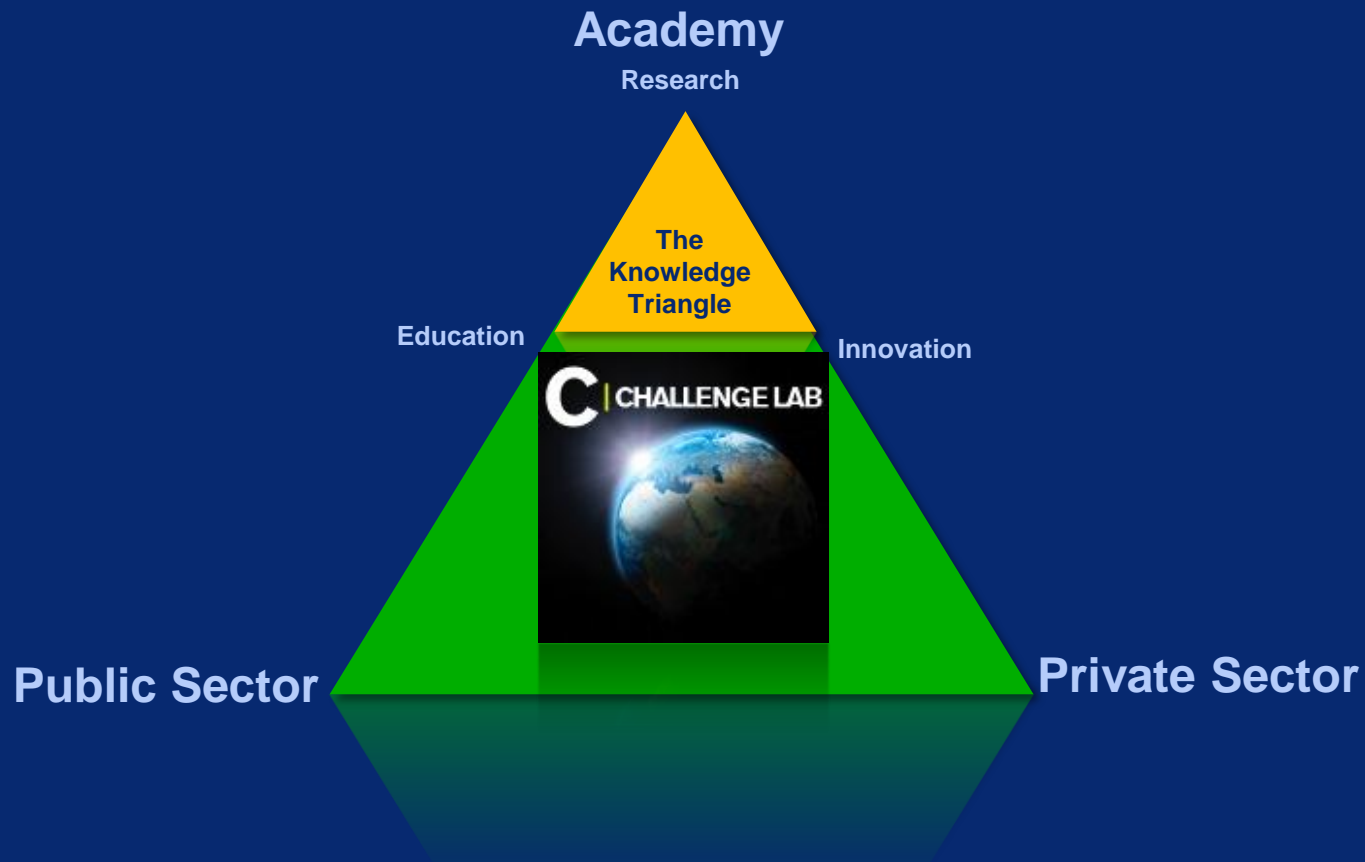 Academy
Research
The
Knowledge
Triangle
Education
Innovation
C | CHALLENGE LAB
Public Sector
Private Sector